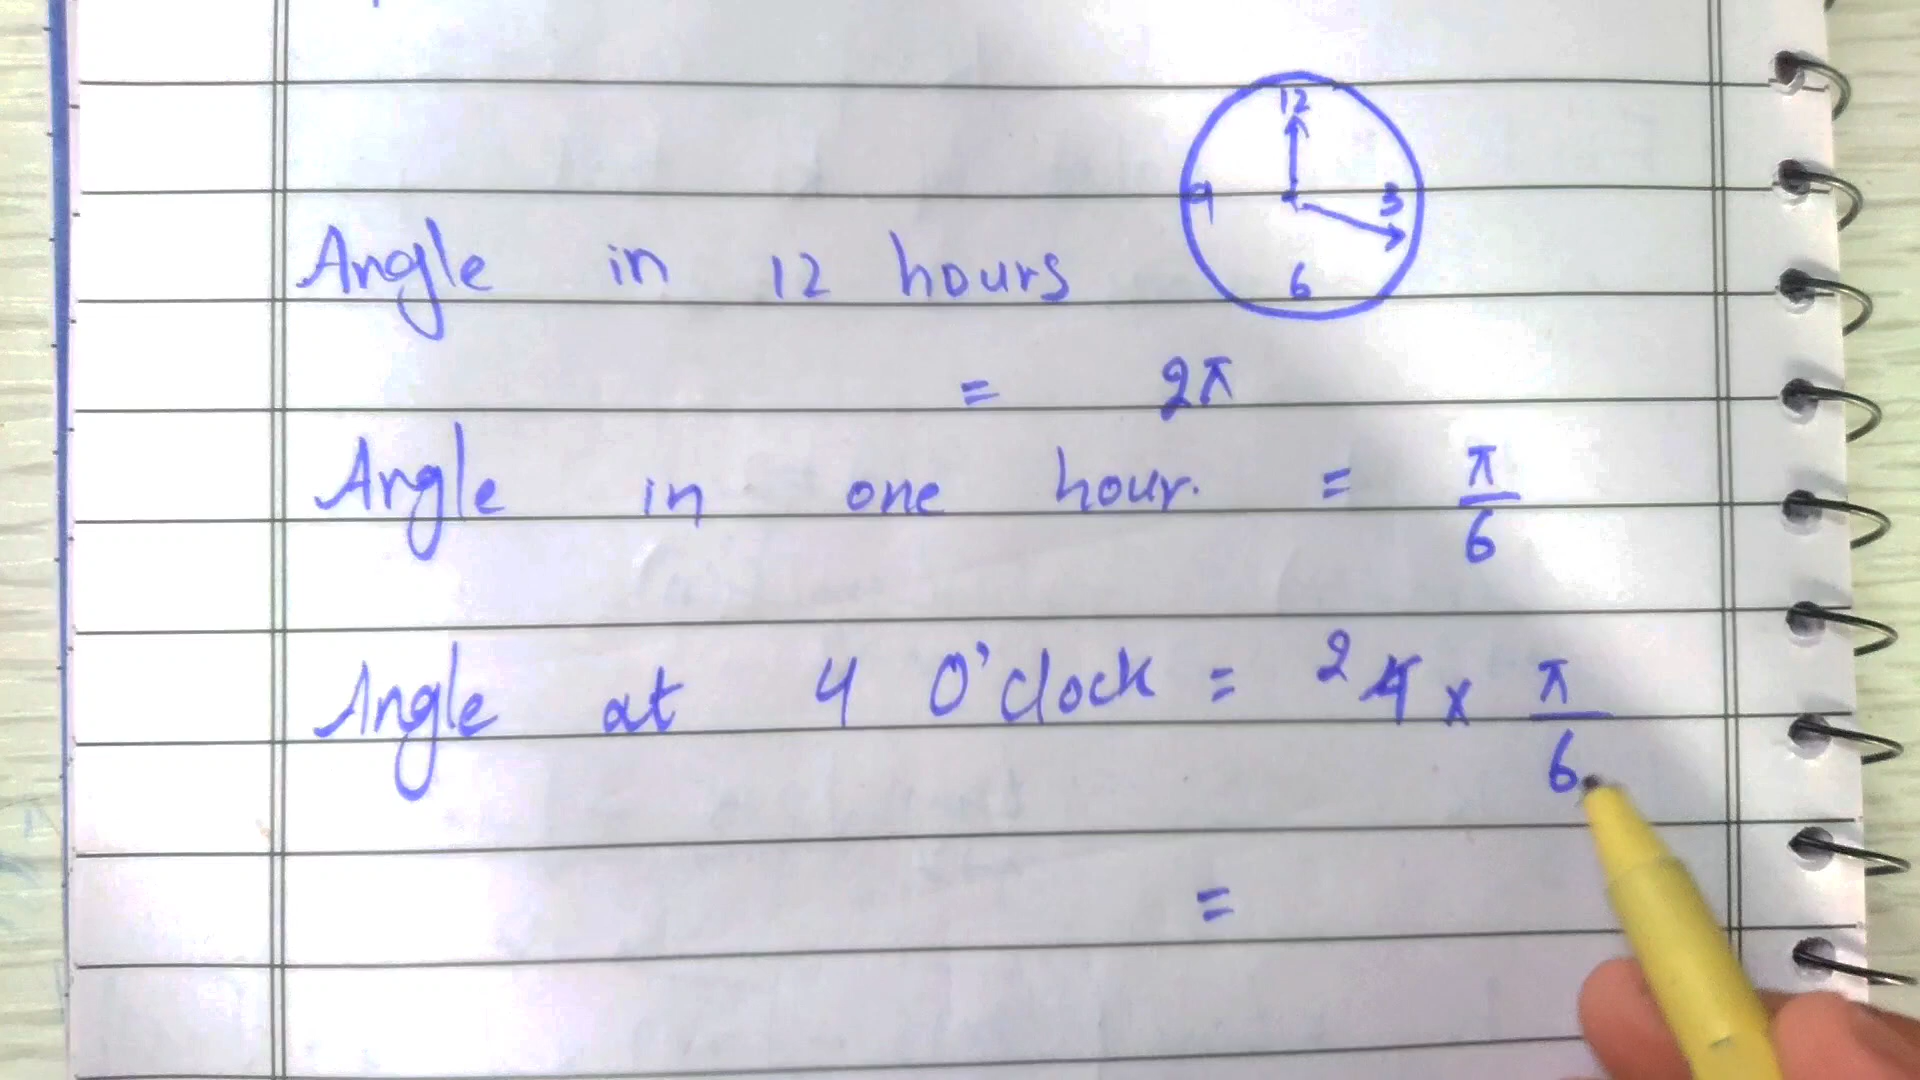 12
9 3
6
Angle in 12 hours
= 2π
Angle in one hour. = π/6
Angle at 4 O'clock = 2 4 x π/6
=